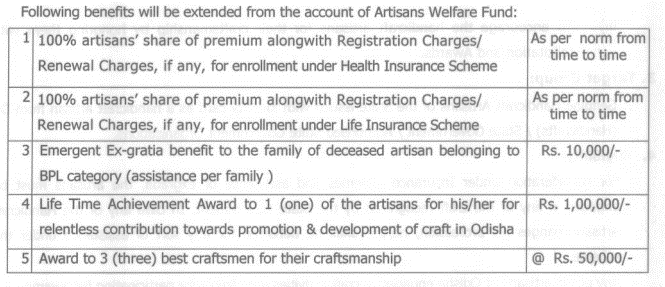 Following benefits will be extended from the account of Artisans Welfare Fund:
1 100% artisans' share of premium alongwith Registration Charges/ As per norm from
Renewal Charges, if any, for enrollment under Health Insurance Scheme time to time
2 100% artisans' share of premium alongwith Registration Charges/ As per norm from
Renewal Charges, if any, for enrollment under Life Insurance Scheme time to time
3 Emergent Ex-gratia benefit to the family of deceased artisan belonging to Rs. 10,000/-
BPL category (assistance per family )
4 Life Time Achievement Award to 1 (one) of the artisans for his/her for Rs. 1,00,000/-
relentless contribution towards promotion & development of craft in Odisha
5 Award to 3 (three) best craftsmen for their craftsmanship @ Rs. 50,000/-